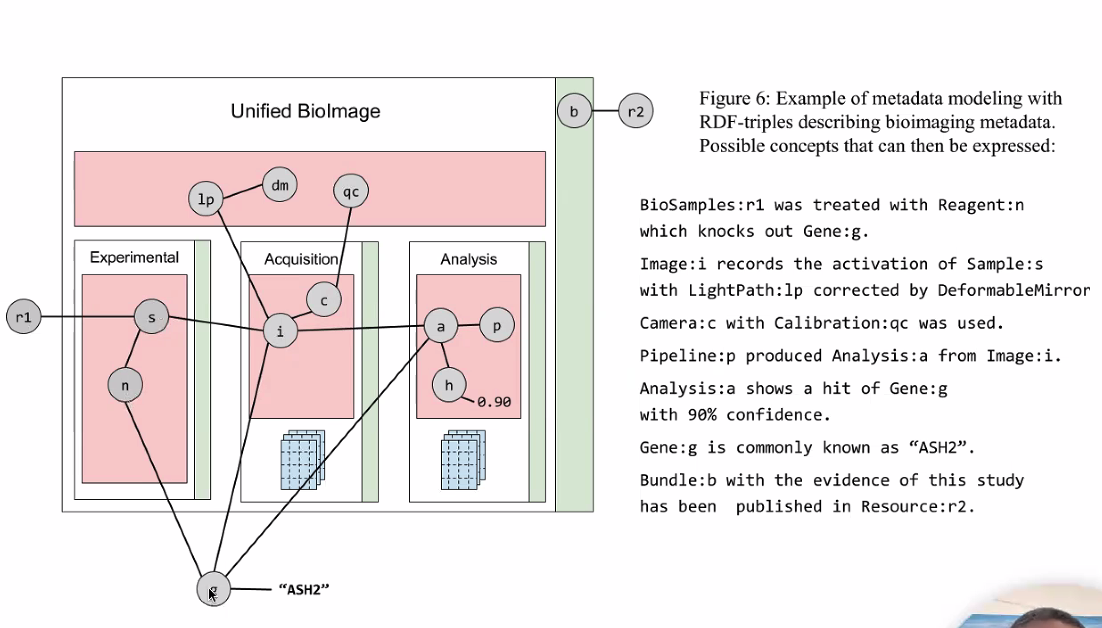 Unified BioImage
b
r2
lp
dm
qc
Experimental
Acquisition
Analysis
r1
s
i
c
a
p
n
h
0.90
g
“ASH2”
Figure 6: Example of metadata modeling with
RDF-triples describing bioimaging metadata.
Possible concepts that can then be expressed:
BioSamples:r1 was treated with Reagent:n
which knocks out Gene:g.
Image:i records the activation of Sample:s
with LightPath:lp corrected by DeformableMirror
Camera:c with Calibration:qc was used.
Pipeline:p produced Analysis:a from Image:i.
Analysis:a shows a hit of Gene:g
with 90% confidence.
Gene:g is commonly known as “ASH2”.
Bundle:b with the evidence of this study
has been published in Resource:r2.